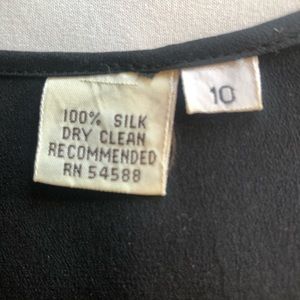 100% SILK
DRY CLEAN
RECOMMENDED
RN 54588
10